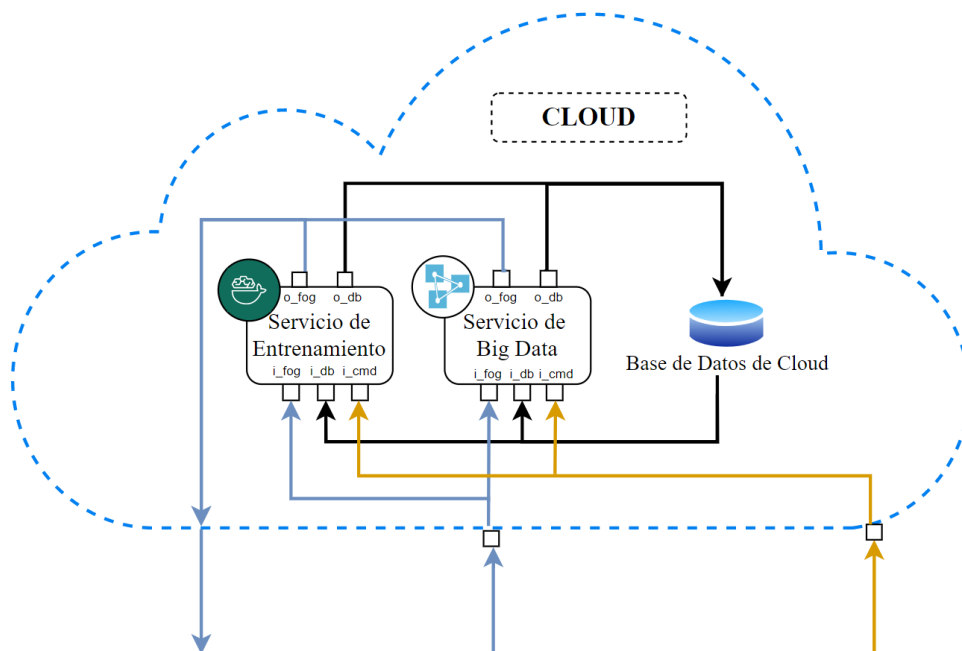 CLOUD
o_fog o_db
Servicio de
Entrenamiento
i_fog i_db i_cmd
o_fog o_db
Servicio de
Big Data
i_fog i_db i_cmd
Base de Datos de Cloud